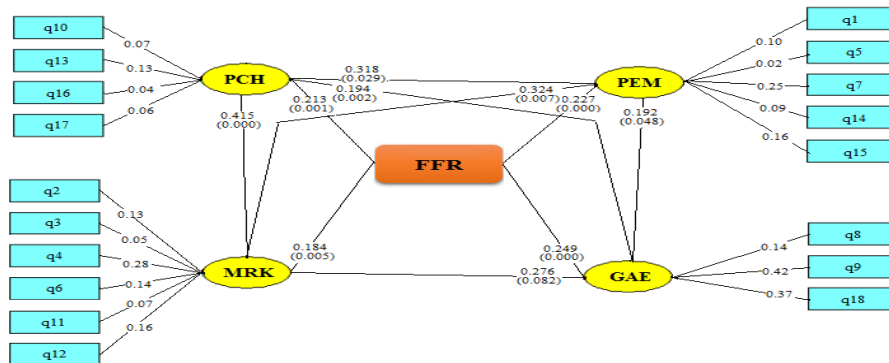 q10
q13
q16
q17
0.07
0.13
0.04
0.06
PCH
0.318
(0.029)
0.194
(0.002)
0.213
(0.001)
0.415
(0.000)
0.324
(0.007)
0.227
(0.000)
PEM
0.192
(0.048)
q1
q5
q7
q14
q15
0.10
0.02
0.25
0.09
0.16
FFR
q2
q3
q4
q6
q11
q12
0.13
0.05
0.28
0.14
0.07
0.16
MRK
0.184
(0.005)
0.249
(0.000)
0.276
(0.082)
GAE
0.14
0.42
0.37
q8
q9
q18